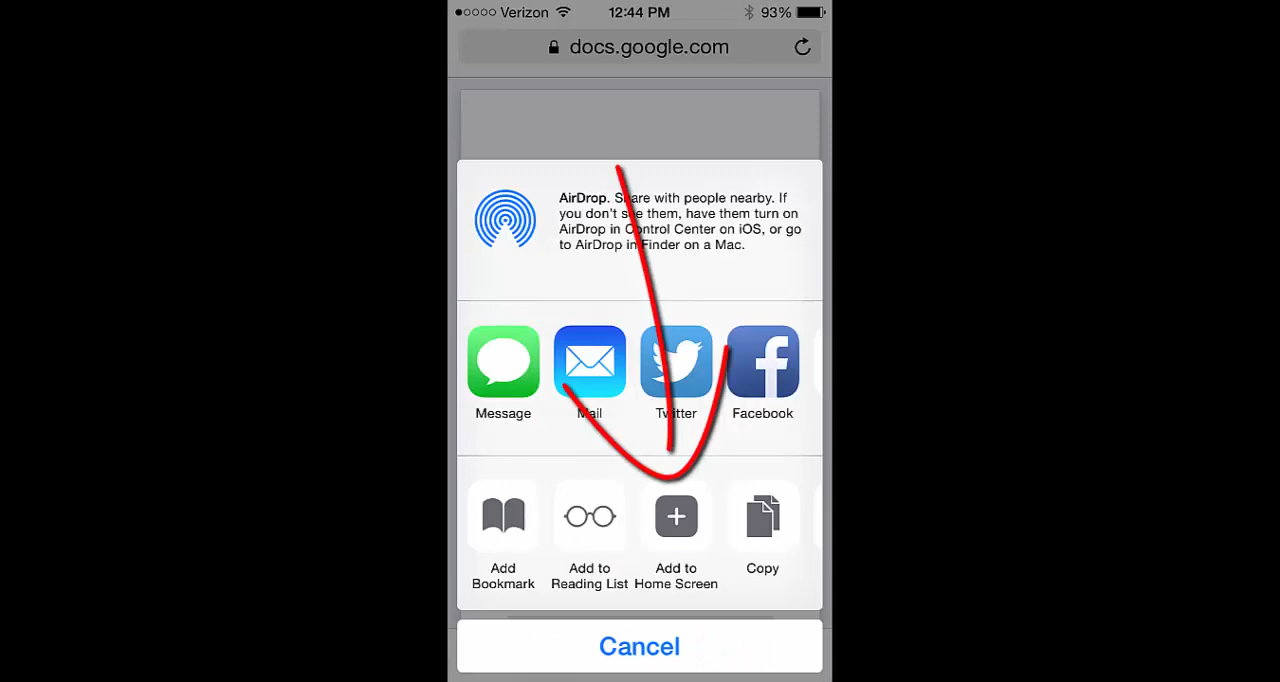 Verizon 12:44 PM 93%
docs.google.com
AirDrop. Share with people nearby. If
you don't see them, have them turn on
AirDrop in Control Center on iOS, or go
to AirDrop in Finder on a Mac.
Message Mail Twitter Facebook
Add Bookmark
Add to Reading List
Add to Home Screen
Copy
Cancel